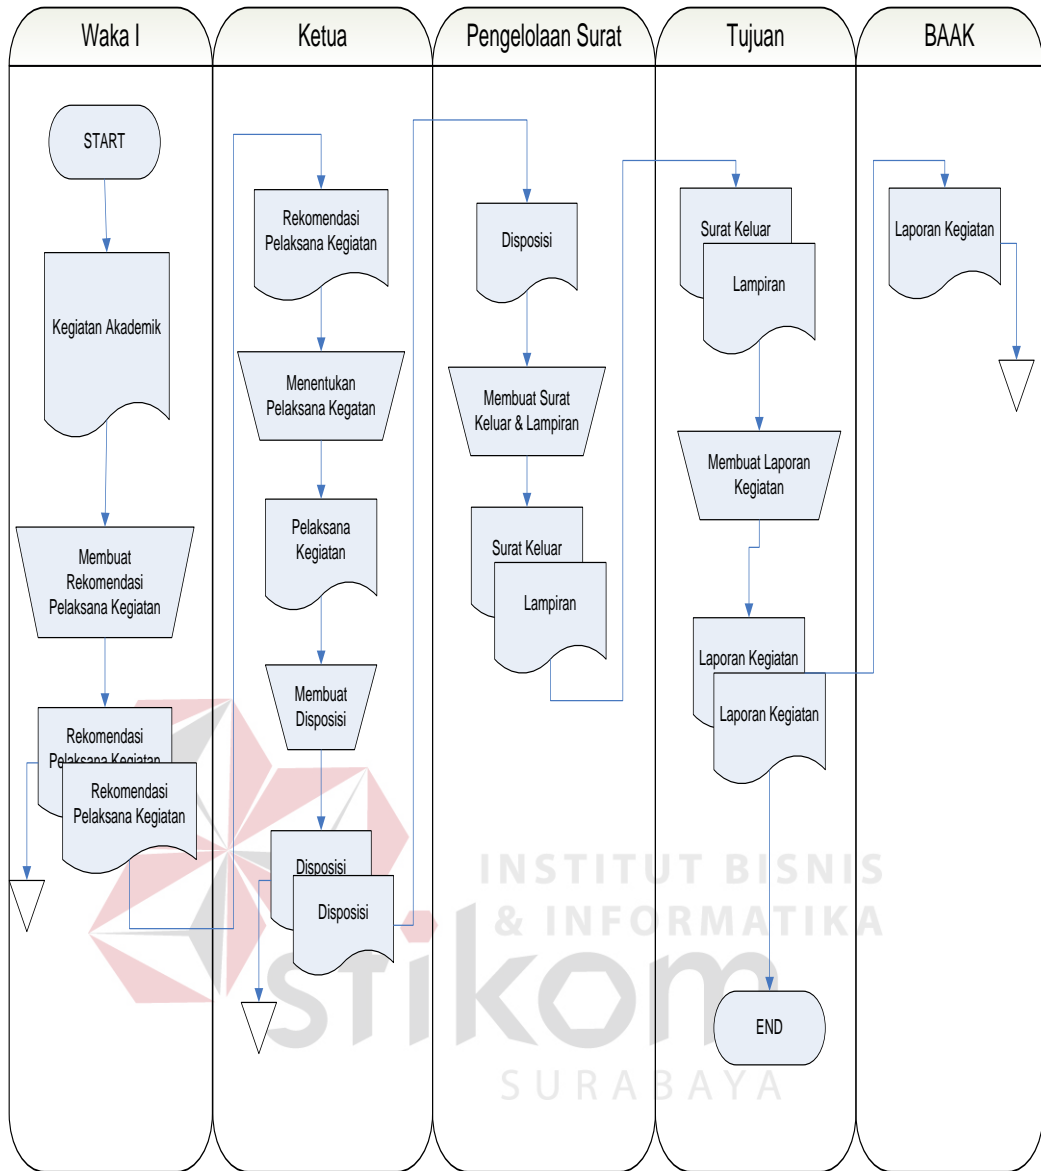 Waka I
Ketua
Pengelolaan Surat
Tujuan
BAAK
START
Kegiatan Akademik
Membuat
Rekomendasi
Pelaksana Kegiatan
Rekomendasi
Pelaksana Kegiatan
Rekomendasi
Pelaksana Kegiatan
Rekomendasi
Pelaksana Kegiatan
Menentukan
Pelaksana Kegatan
Pelaksana
Kegiatan
Membuat
Disposisi
Disposisi
Disposisi
Disposisi
Membuat Surat
Keluar & Lampiran
Surat Keluar
Lampiran
Surat Keluar
Lampiran
Membuat Laporan
Kegiatan
Laporan Kegiatan
Laporan Kegiatan
END
Laporan Kegiatan
INSTITUT BISNIS
& INFORMATIKA
stikom
SURABAYA